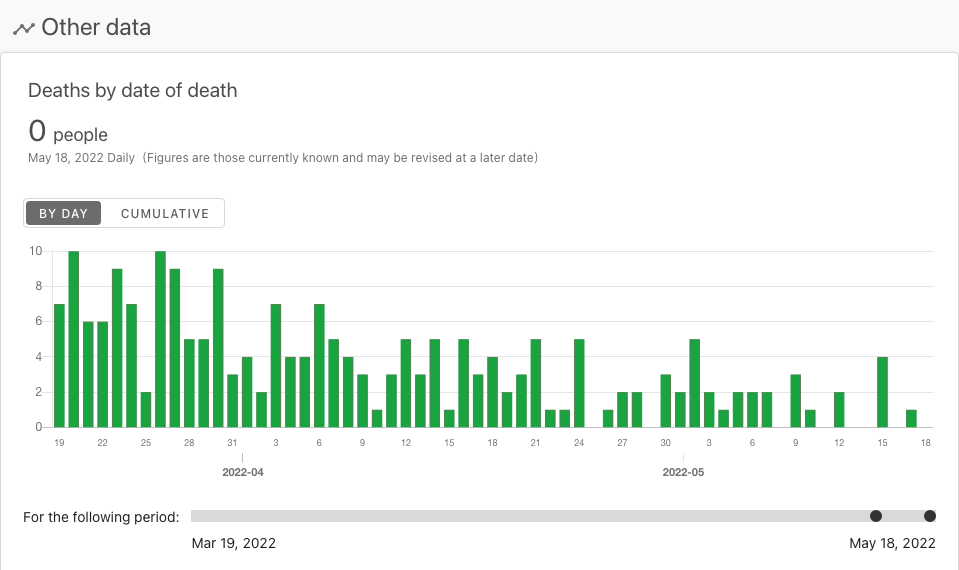 Other data
Deaths by date of death
0 people
May 18, 2022 Daily (Figures are those currently known and may be revised at a later date)
BY DAY CUMULATIVE
10
8
6
4
2
0
19 22 25 28 31 3 6 9 12 15 18 21 24 27 30 3 6 9 12 15 18
2022-04 2022-05
For the following period:
Mar 19, 2022 May 18, 2022